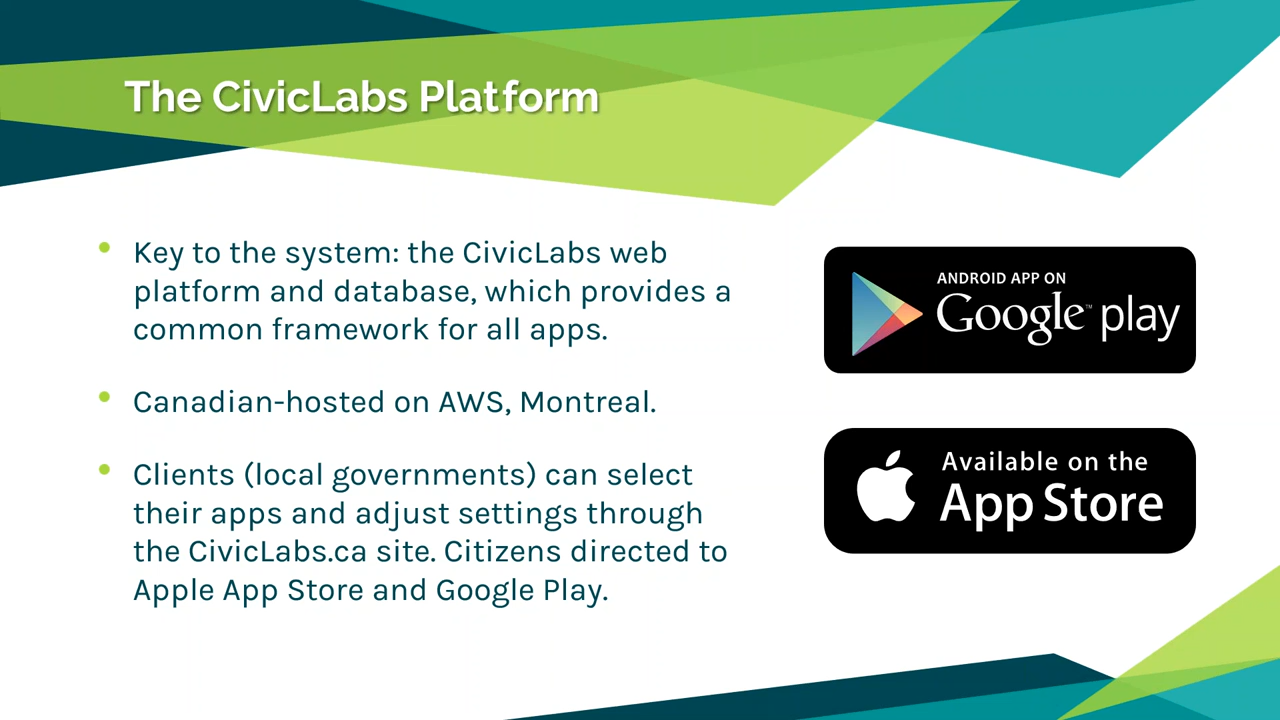 The CivicLabs Platform
Key to the system: the CivicLabs web
platform and database, which provides a
common framework for all apps.
Canadian-hosted on AWS, Montreal.
Clients (local governments) can select
their apps and adjust settings through
the CivicLabs.ca site. Citizens directed to
Apple App Store and Google Play.
ANDROID APP ON
Google™ play
Available on the
App Store